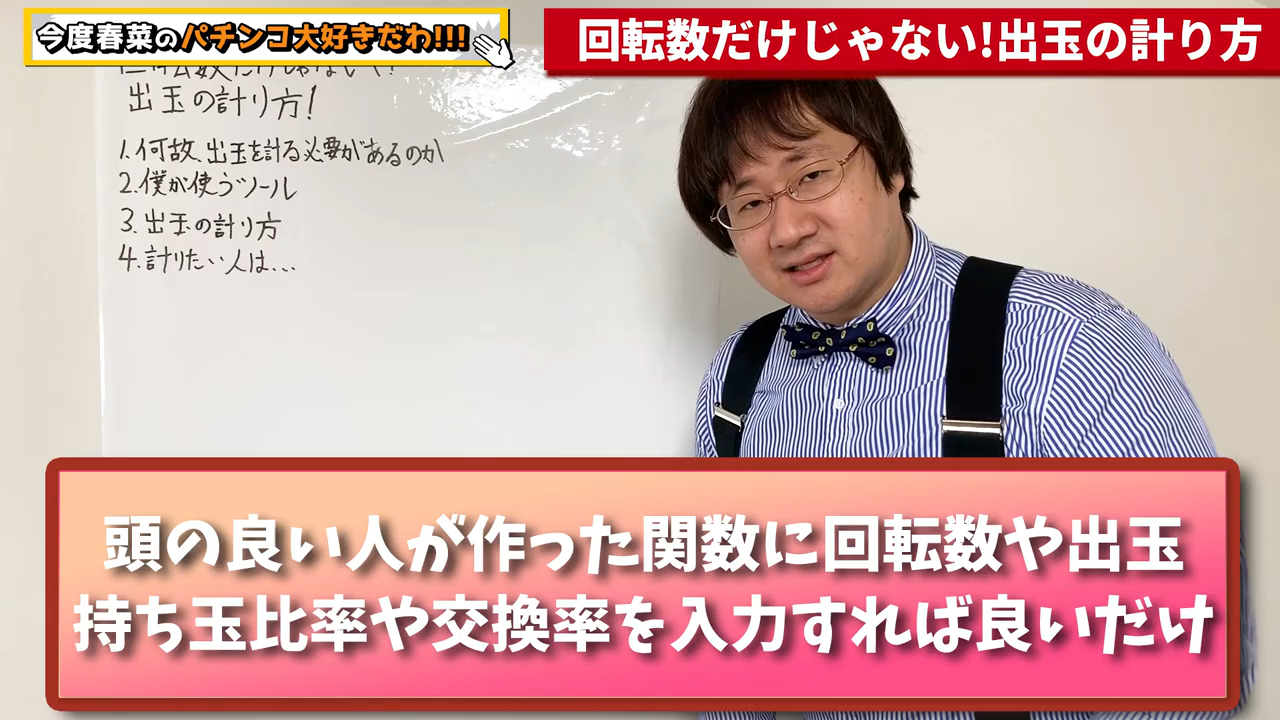 今度春菜のパチンコ大好きだわ!!!
回転数だけじゃない!出玉の計り方
出玉の計り方!
1.何故、出玉を計る必要があるのか
2.僕が使うツール
3.出玉の計り方
4.計りたい人は...
頭の良い人が作った関数に回転数や出玉
持ち玉比率や交換率を入力すれば良いだけ